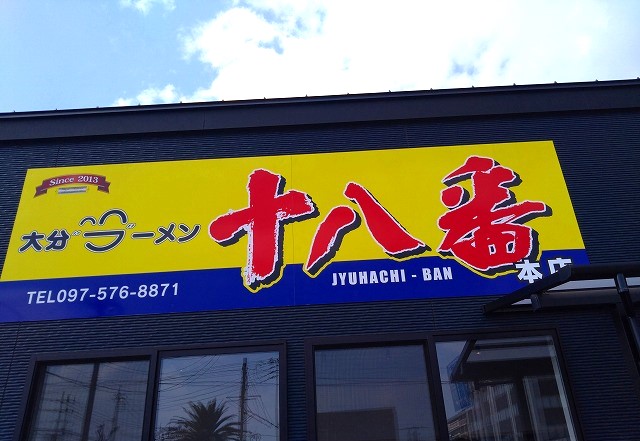 Since 2013
大分ラーメン 十八番
JYUHACHI - BAN
本店
TEL097-576-8871